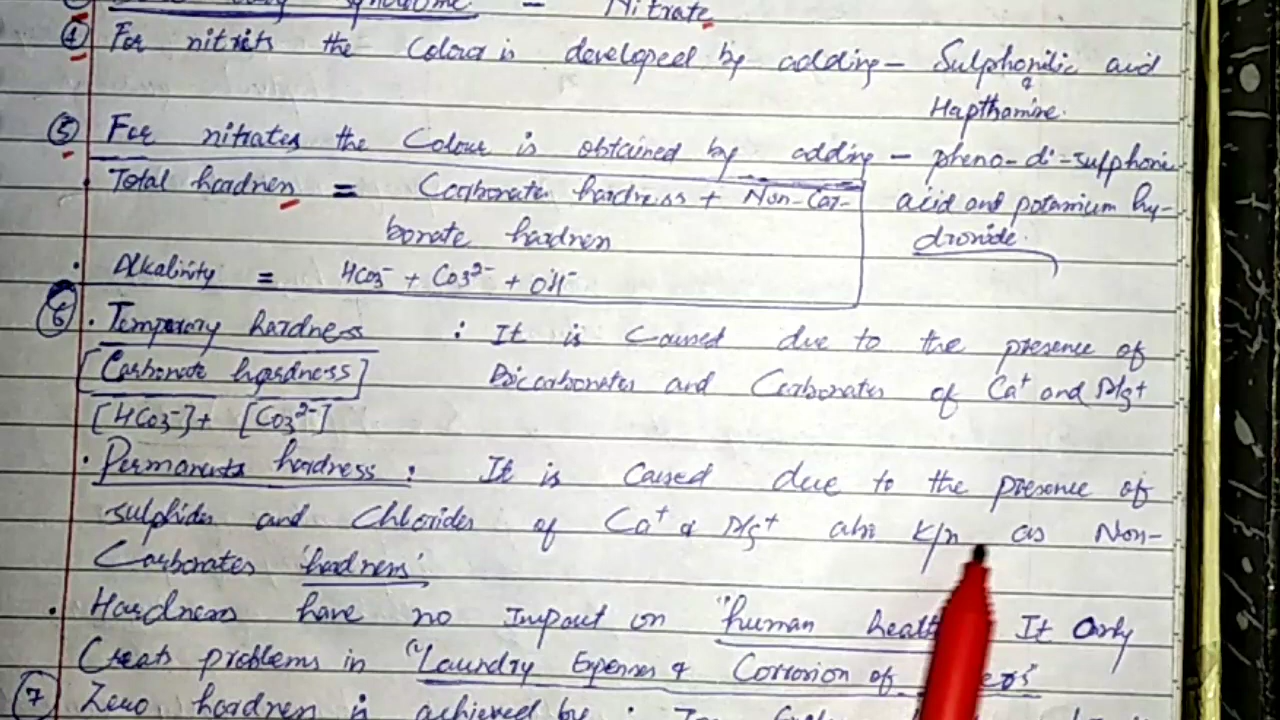 Nitrate
④ For nitrits the Colour is developed by adding - Sulphonilic acid
& Hapthamine.
⑤ For nitrates the Colour is obtained by adding - pheno-di-sulphonic
Total hardness = Carbonate hardness + Non-Car- acid and potassium hy-
bonate hardness droxide.
Alkalinity = HCO3⁻ + CO3²⁻ + OH⁻
⑥ . Temporary hardness : It is Caused due to the presence of
[Carbonate hardness] Bicarbonates and Carbonates of Ca⁺ and Mg⁺
[HCO3⁻] + [CO3²⁻]
. Permanents hardness : It is Caused due to the presence of
sulphides and Chlorides of Ca⁺ & Mg⁺ also K/n as Non-
Carbonates 'hardness'
. Hardness have no Impact on "human It Only
Creats problems in "Laundry Expenses & Corrosion of
⑦ Zero hardness is achieved by :